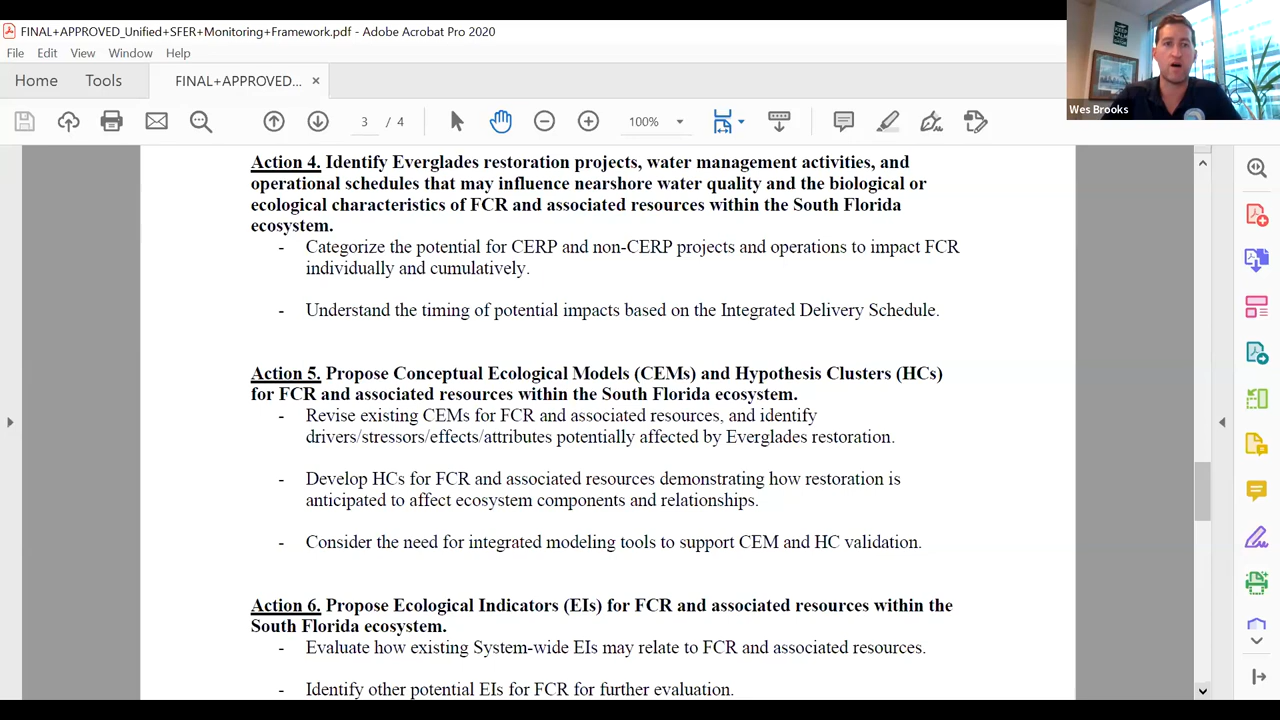 FINAL+APPROVED_Unified+SFER+Monitoring+Framework.pdf - Adobe Acrobat Pro 2020
File Edit View Window Help
Home Tools FINAL+APPROVED... ×
3 / 4 100%
Wes Brooks
Action 4. Identify Everglades restoration projects, water management activities, and
operational schedules that may influence nearshore water quality and the biological or
ecological characteristics of FCR and associated resources within the South Florida
ecosystem.
- Categorize the potential for CERP and non-CERP projects and operations to impact FCR
individually and cumulatively.
- Understand the timing of potential impacts based on the Integrated Delivery Schedule.
Action 5. Propose Conceptual Ecological Models (CEMs) and Hypothesis Clusters (HCs)
for FCR and associated resources within the South Florida ecosystem.
- Revise existing CEMs for FCR and associated resources, and identify
drivers/stressors/effects/attributes potentially affected by Everglades restoration.
- Develop HCs for FCR and associated resources demonstrating how restoration is
anticipated to affect ecosystem components and relationships.
- Consider the need for integrated modeling tools to support CEM and HC validation.
Action 6. Propose Ecological Indicators (EIs) for FCR and associated resources within the
South Florida ecosystem.
- Evaluate how existing System-wide EIs may relate to FCR and associated resources.
- Identify other potential EIs for FCR for further evaluation.